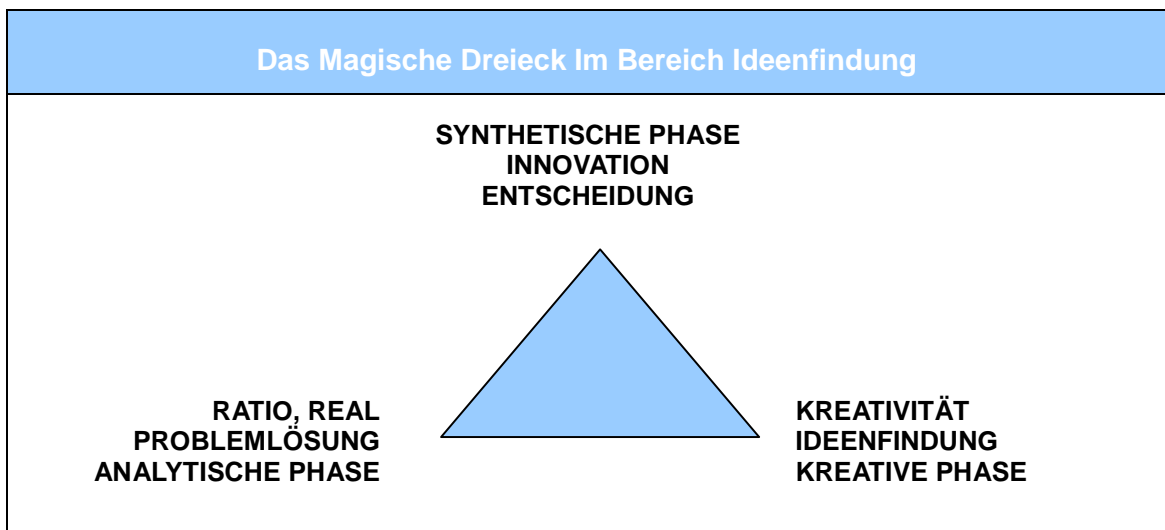 Das Magische Dreieck Im Bereich Ideenfindung
SYNTHETISCHE PHASE
INNOVATION
ENTSCHEIDUNG
RATIO, REAL
PROBLEMLÖSUNG
ANALYTISCHE PHASE
KREATIVITÄT
IDEENFINDUNG
KREATIVE PHASE